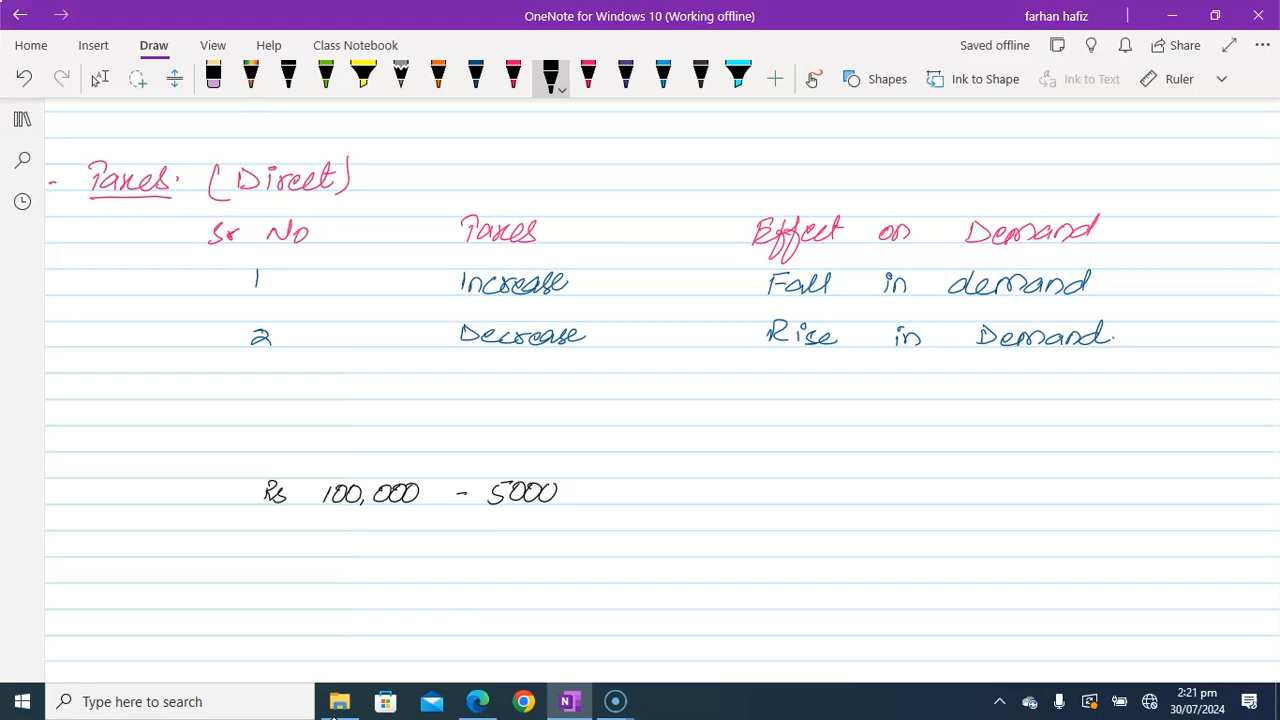 OneNote for Windows 10 (Working offline)
farhan hafiz
Home Insert Draw View Help Class Notebook
Saved offline
Share
Shapes
Ink to Shape
Ink to Text
Ruler
- Taxes. (Direct)
Sr No Taxes Effect on Demand
1 Increase Fall in demand
2 Decrease Rise in Demand.
Rs 100,000 - 5000
Type here to search
2:21 pm
30/07/2024